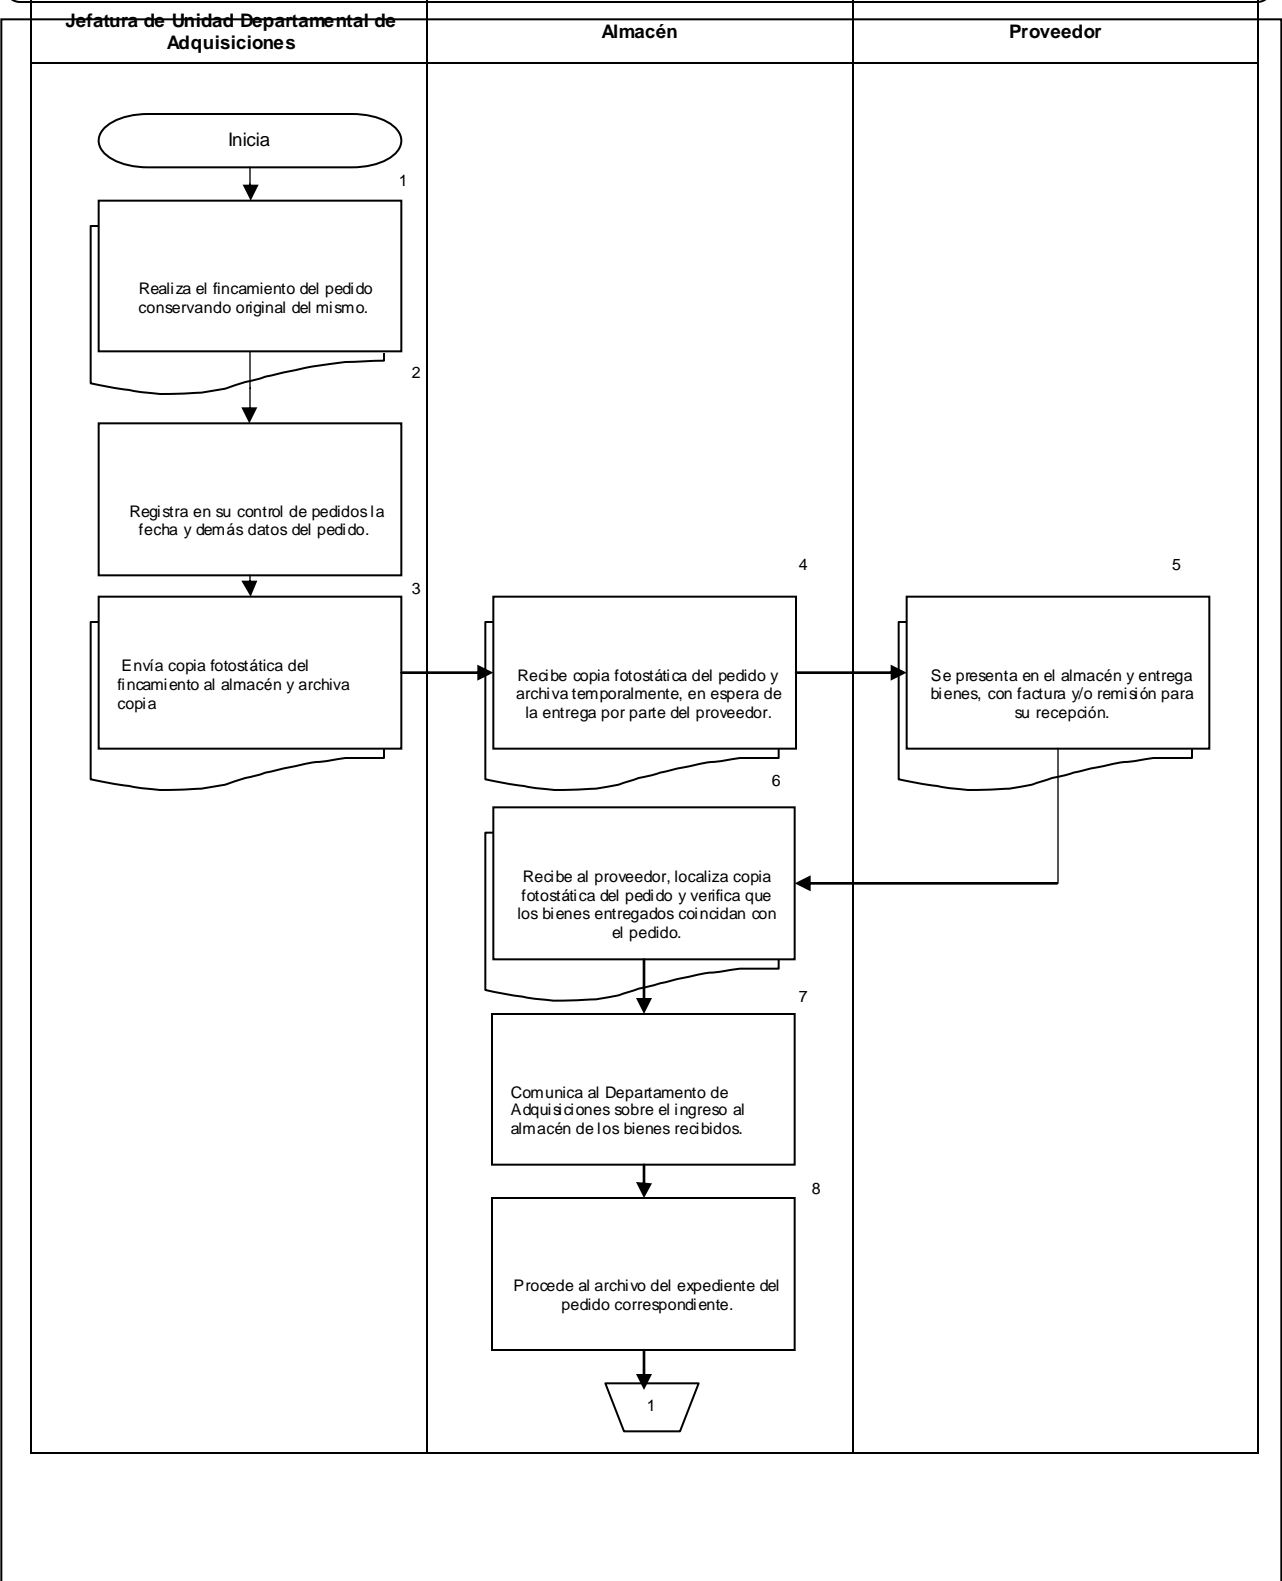 Jefatura de Unidad Departamental de
Adquisiciones
Almacén
Proveedor
Inicia
1
Realiza el fincamiento del pedido
conservando original del mismo.
2
Registra en su control de pedidos la
fecha y demás datos del pedido.
3
Envía copia fotostática del
fincamiento al almacén y archiva
copia
4
Recibe copia fotostática del pedido y
archiva temporalmente, en espera de
la entrega por parte del proveedor.
5
Se presenta en el almacén y entrega
bienes, con factura y/o remisión para
su recepción.
6
Recibe al proveedor, localiza copia
fotostática del pedido y verifica que
los bienes entregados coincidan con
el pedido.
7
Comunica al Departamento de
Adquisiciones sobre el ingreso al
almacén de los bienes recibidos.
8
Procede al archivo del expediente del
pedido correspondiente.
1